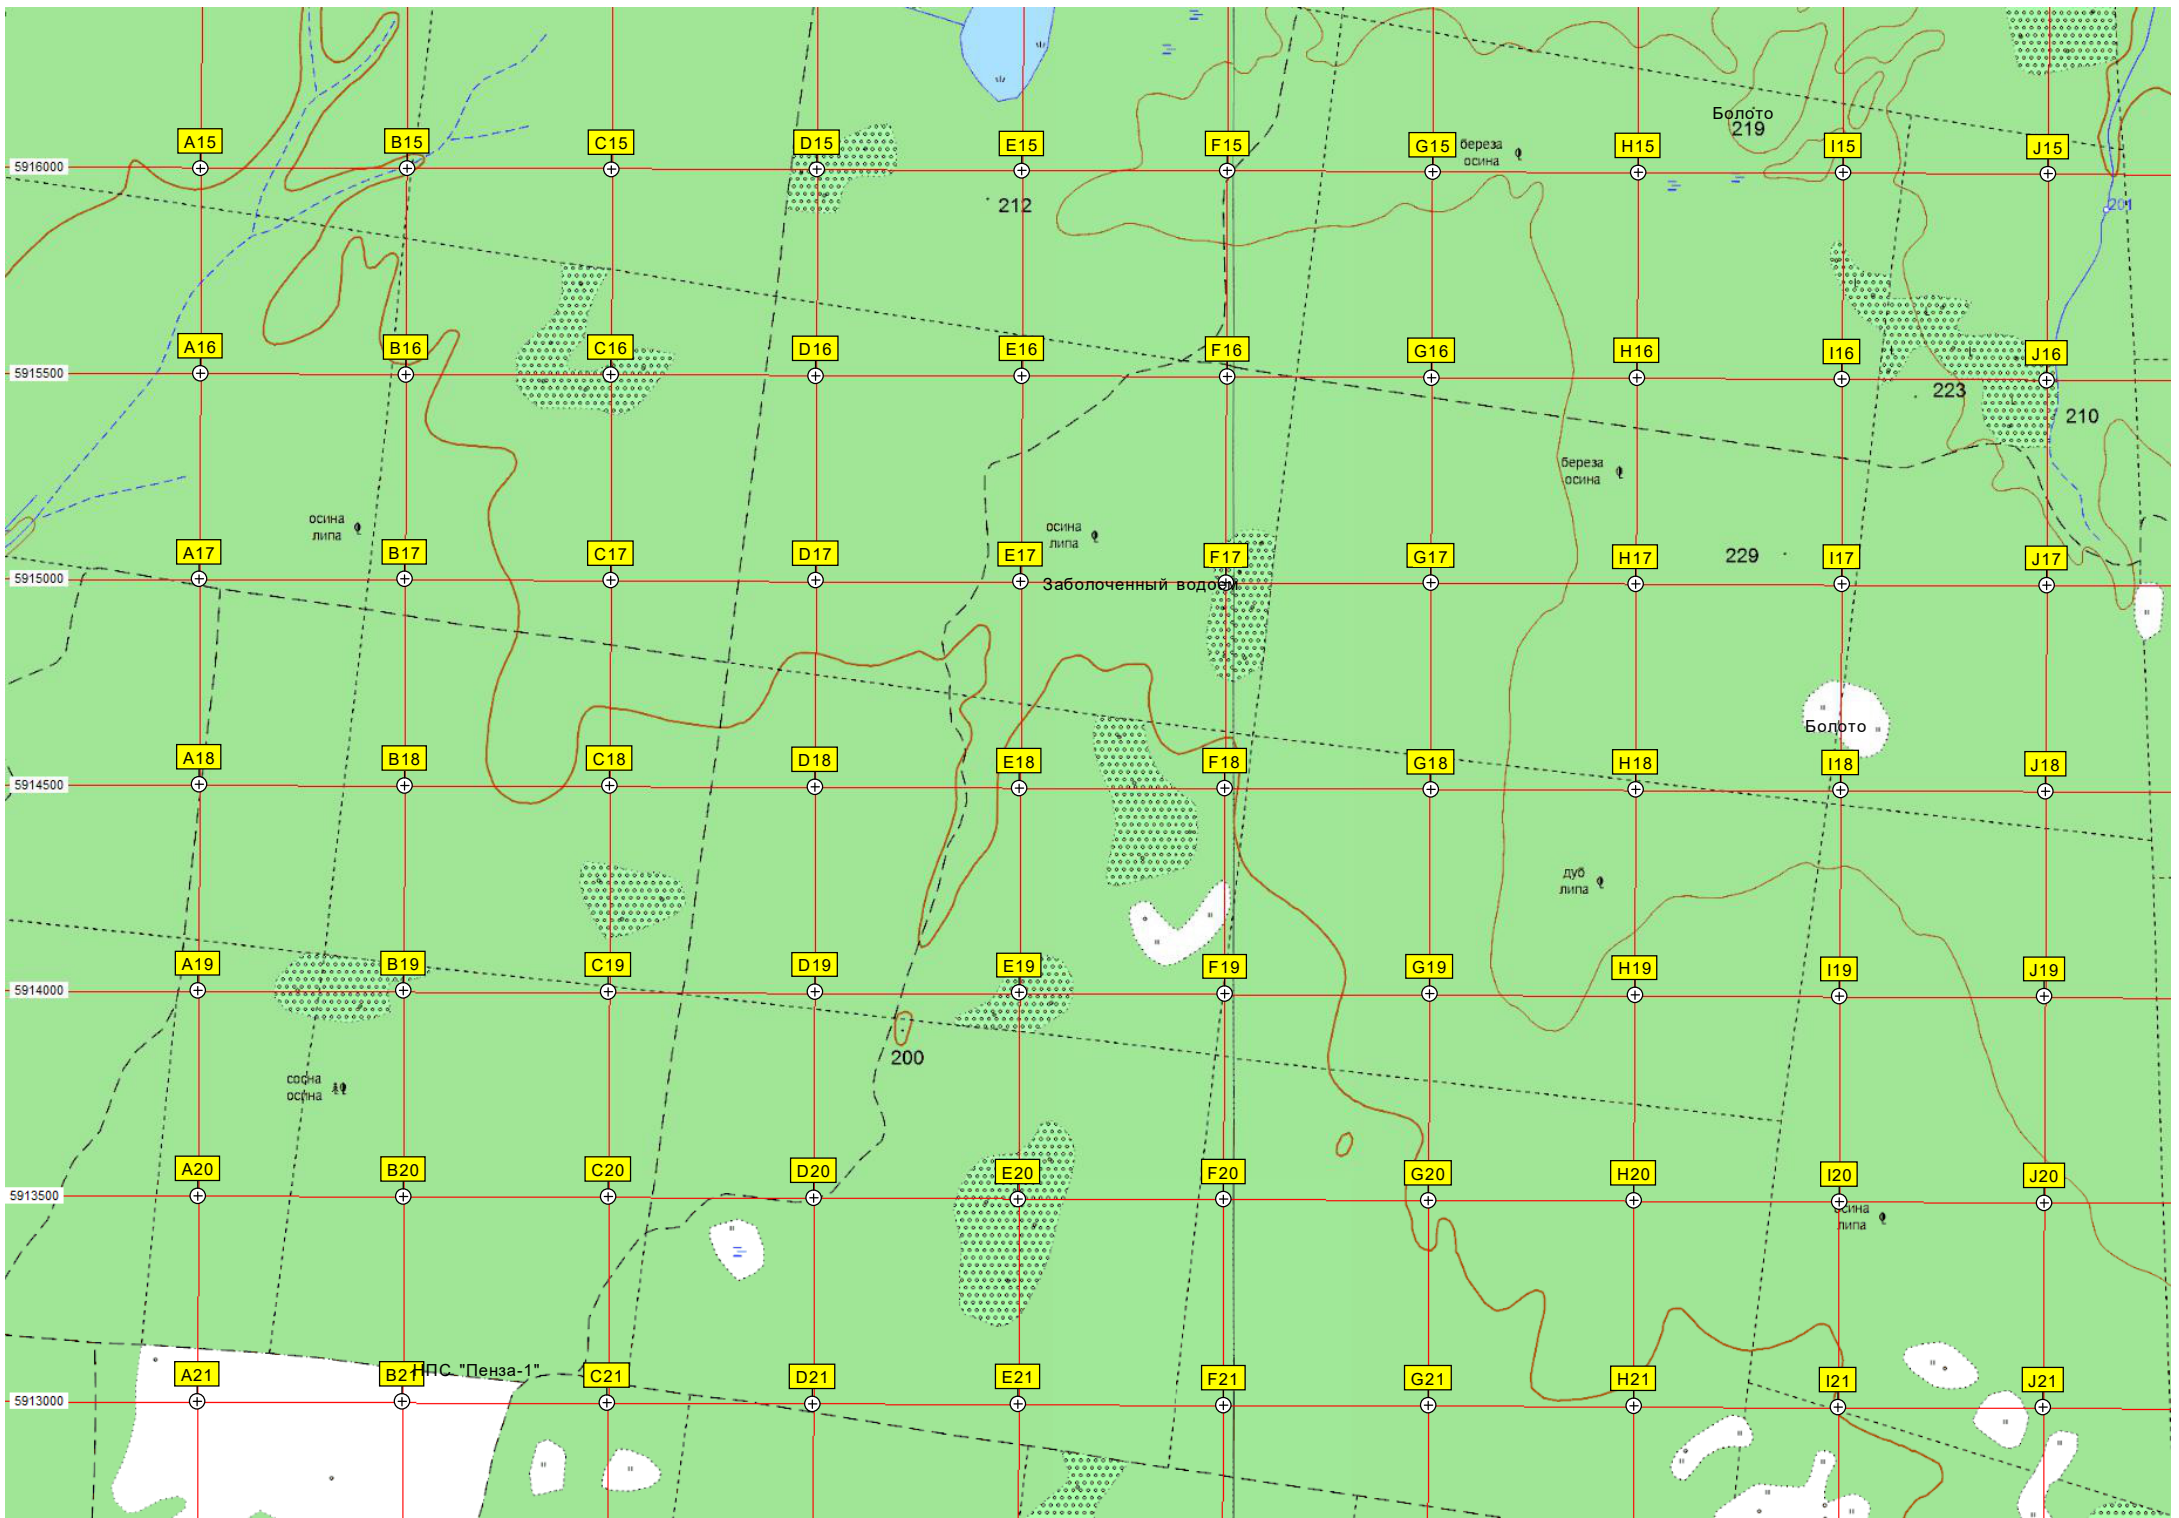 Болото
219
A15 B15 C15 D15 E15 F15 G15 H15 I15 J15
береза
осина
5916000
212
201
A16 B16 C16 D16 E16 F16 G16 H16 I16 J16
5915500
223
210
береза
осина
осина
липа
осина
липа
A17 B17 C17 D17 E17 F17 G17 H17 I17 J17
229
5915000
Заболоченный водоем
Болото
A18 B18 C18 D18 E18 F18 G18 H18 I18 J18
5914500
дуб
липа
A19 B19 C19 D19 E19 F19 G19 H19 I19 J19
5914000
200
сосна
осина
A20 B20 C20 D20 E20 F20 G20 H20 I20 J20
5913500
осина
липа
НПС "Пенза-1"
A21 B21 C21 D21 E21 F21 G21 H21 I21 J21
5913000